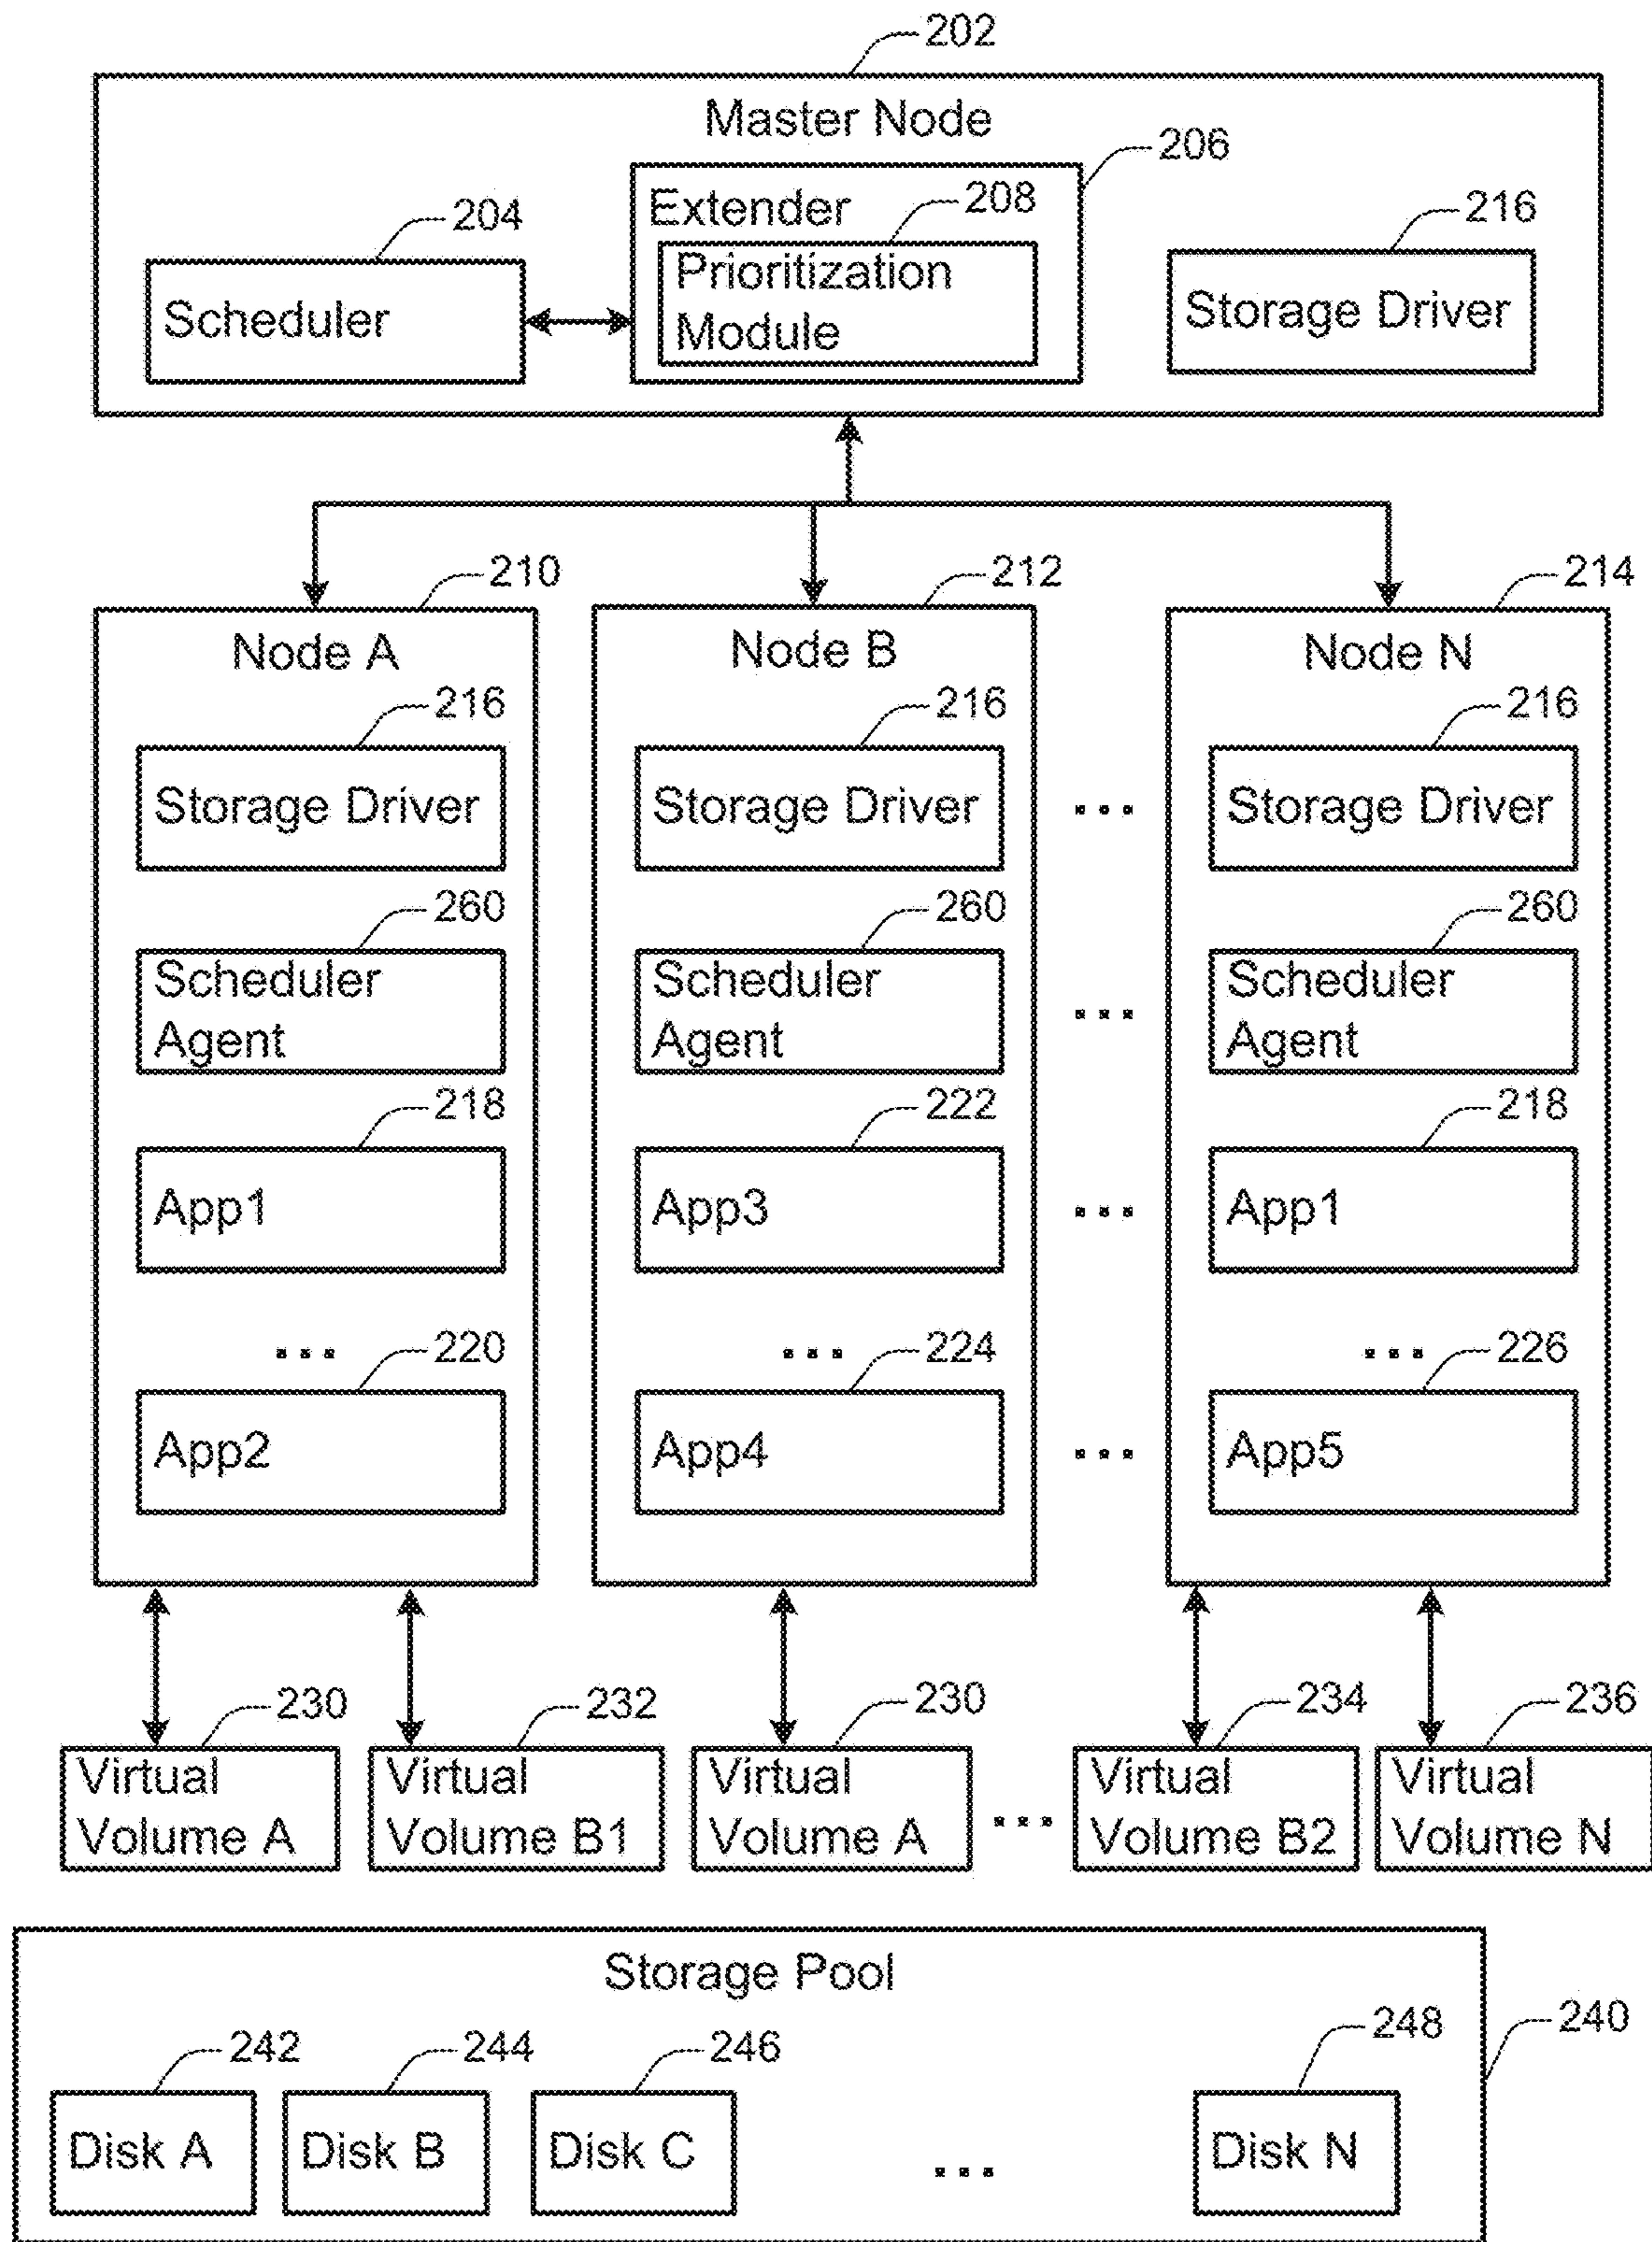 202
Master Node
206
Extender
208
204
216
Prioritization
Module
Scheduler
Storage Driver
210
212
214
Node A
Node B
Node N
216
216
216
Storage Driver
Storage Driver
...
Storage Driver
260
260
260
Scheduler
Agent
Scheduler
Agent
...
Scheduler
Agent
218
222
218
App1
App3
...
App1
...
220
...
224
...
226
App2
App4
...
App5
230
232
230
234
236
Virtual
Volume A
Virtual
Volume B1
Virtual
Volume A
...
Virtual
Volume B2
Virtual
Volume N
Storage Pool
240
242
244
246
248
Disk A
Disk B
Disk C
...
Disk N